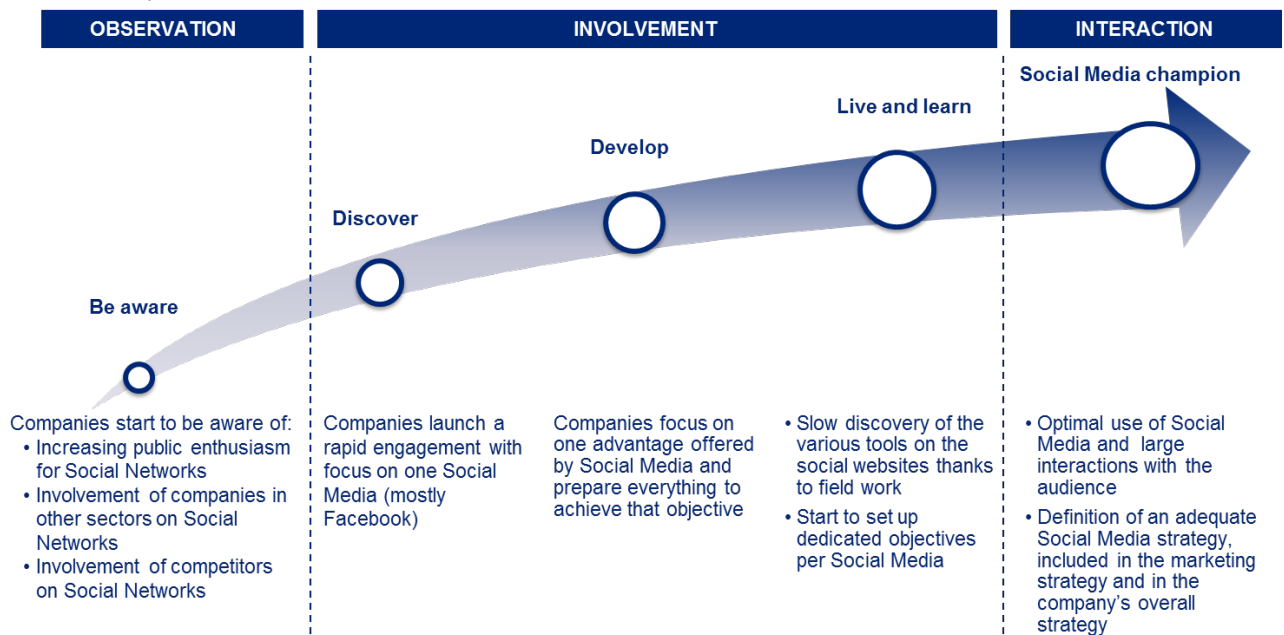 OBSERVATION
INVOLVEMENT
INTERACTION
Social Media champion
Live and learn
Develop
Discover
Be aware
Companies start to be aware of:
• Increasing public enthusiasm
for Social Networks
• Involvement of companies in
other sectors on Social
Networks
• Involvement of competitors
on Social Networks
Companies launch a
rapid engagement with
focus on one Social
Media (mostly
Facebook)
Companies focus on
one advantage offered
by Social Media and
prepare everything to
achieve that objective
• Slow discovery of the
various tools on the
social websites thanks
to field work
• Start to set up
dedicated objectives
per Social Media
• Optimal use of Social
Media and large
interactions with the
audience
• Definition of an adequate
Social Media strategy,
included in the marketing
strategy and in the
company's overall
strategy